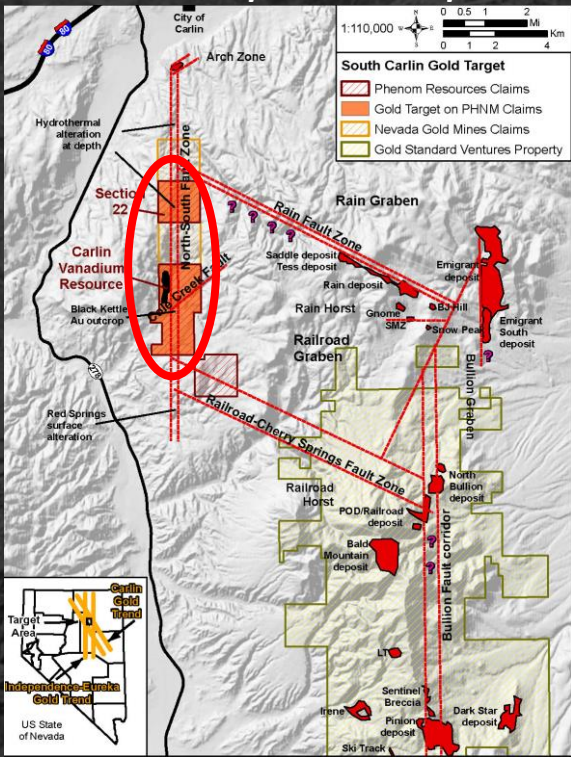 City of
Carlin
80
80
1:110,000
W
E
S
0 0.5 1 2
Mi
Km
0 1 2 4
South Carlin Gold Target
Phenom Resources Claims
Gold Target on PHNM Claims
Nevada Gold Mines Claims
Gold Standard Ventures Property
Arch Zone
Hydrothermal
alteration
at depth
North-South Fault Zone
Section
22
Rain Fault Zone
Rain Graben
? ? ? ?
Carlin
Vanadium
Resource
Saddle deposit
Tess deposit
Rain deposit
Emigrant
deposit
Creek Fault
Black Kettle
Au outcrop
Rain Horst
Gnome
SMZ
BJ Hill
Snow Peak
Emigrant
South
deposit
?
Railroad
Graben
Bullion Graben
278
Red Springs
surface
alteration
Railroad-Cherry Springs Fault Zone
Railroad
Horst
North
Bullion
deposit
POD/Railroad
deposit
?
?
Bald
Mountain
deposit
Bullion Fault corridor
LT
Sentinel
Breccia
Irene
Pinion
deposit
Dark Star
deposit
Ski Track
Carlin
Gold
Trend
Target
Area
Independence-Eureka
Gold Trend
US State
of Nevada